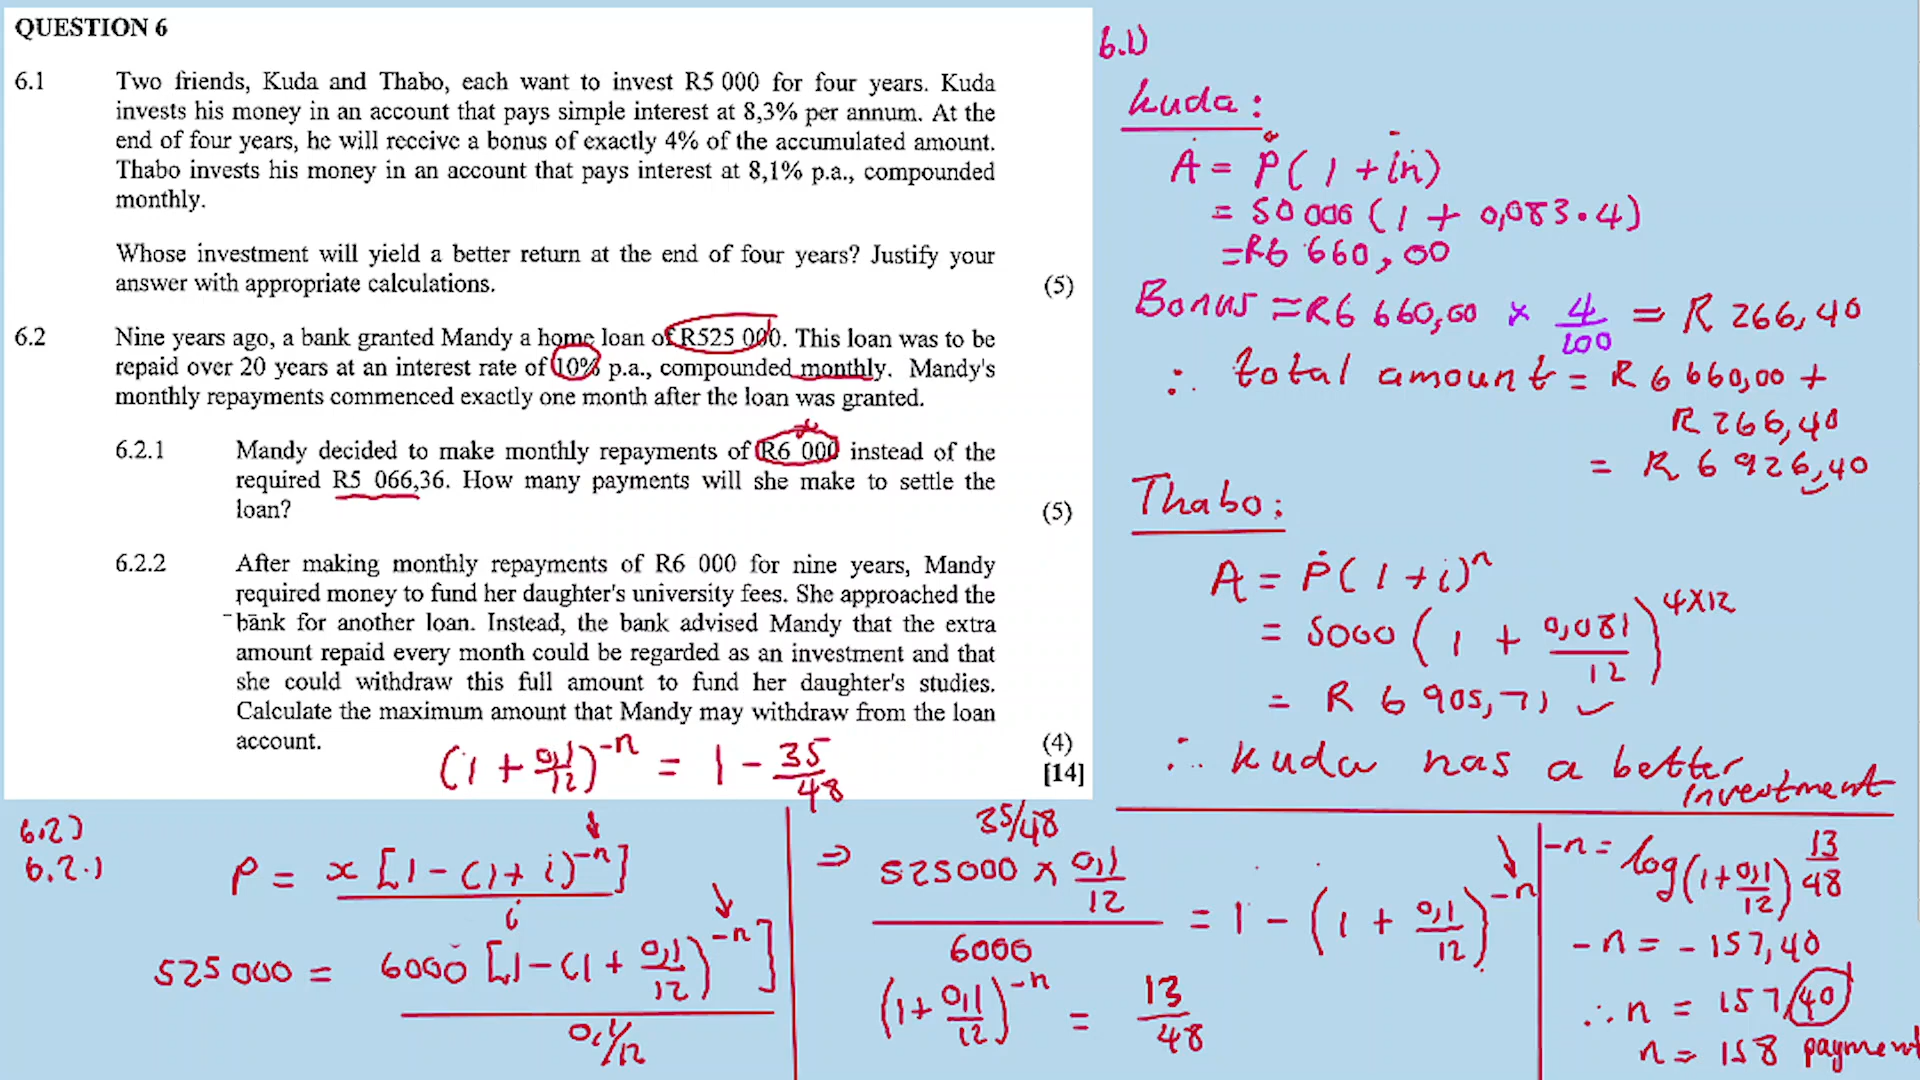 QUESTION 6
6.1 Two friends, Kuda and Thabo, each want to invest R5 000 for four years. Kuda
invests his money in an account that pays simple interest at 8,3% per annum. At the
end of four years, he will receive a bonus of exactly 4% of the accumulated amount.
Thabo invests his money in an account that pays interest at 8,1% p.a., compounded
monthly.
Whose investment will yield a better return at the end of four years? Justify your
answer with appropriate calculations. (5)
6.2 Nine years ago, a bank granted Mandy a home loan of R525 000. This loan was to be
repaid over 20 years at an interest rate of 10% p.a., compounded monthly. Mandy's
monthly repayments commenced exactly one month after the loan was granted.
6.2.1 Mandy decided to make monthly repayments of R6 000 instead of the
required R5 066,36. How many payments will she make to settle the
loan? (5)
6.2.2 After making monthly repayments of R6 000 for nine years, Mandy
required money to fund her daughter's university fees. She approached the
bank for another loan. Instead, the bank advised Mandy that the extra
amount repaid every month could be regarded as an investment and that
she could withdraw this full amount to fund her daughter's studies.
Calculate the maximum amount that Mandy may withdraw from the loan
account. (4)
[14]
(1 + 0,1/12)^-n = 1 - 35/48
6.1)
Kuda:
A = P(1 + in)
= 50 000 (1 + 0,083 . 4)
= R6 660,00
Bonus = R6 660,00 x 4/100 = R 266,40
∴ total amount = R 6 660,00 +
R 266,40
= R 6 926,40
Thabo:
A = P(1 + i)^n
= 5000 (1 + 0,081/12)^4x12
= R 6 905,71
∴ Kuda has a better
investment
6.2)
6.2.1)
P = x[1 - (1 + i)^-n] / i
525 000 = 6000 [1 - (1 + 0,1/12)^-n] / 0,1/12
35/48
⇒ 525000 x 0,1/12 / 6000 = 1 - (1 + 0,1/12)^-n
(1 + 0,1/12)^-n = 13/48
-n = log(1+0,1/12) 13/48
-n = -157,40
∴ n = 157,40
n = 158 payment